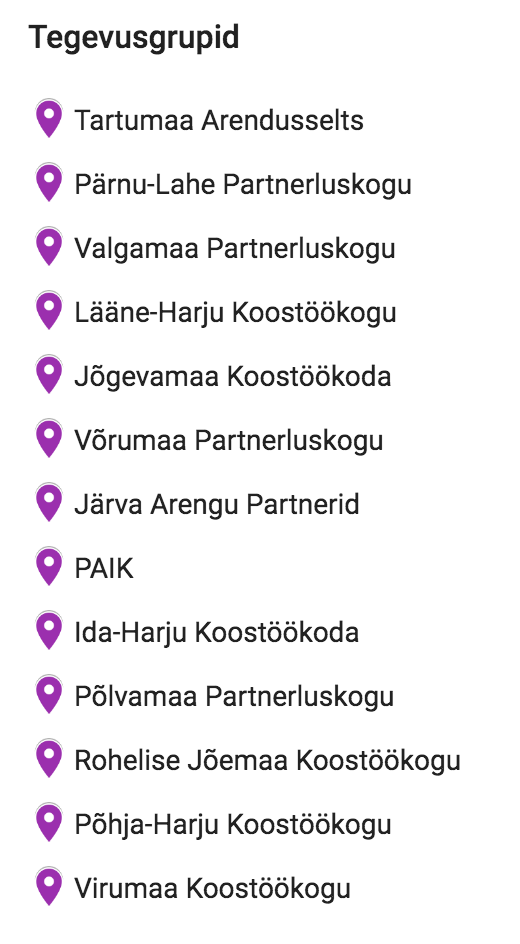 Tegevusgrupid
Tartumaa Arendusselts
Pärnu-Lahe Partnerluskogu
Valgamaa Partnerluskogu
Lääne-Harju Koostöökogu
Jõgevamaa Koostöökoda
Võrumaa Partnerluskogu
Järva Arengu Partnerid
PAIK
Ida-Harju Koostöökoda
Põlvamaa Partnerluskogu
Rohelise Jõemaa Koostöökogu
Põhja-Harju Koostöökogu
Virumaa Koostöökogu